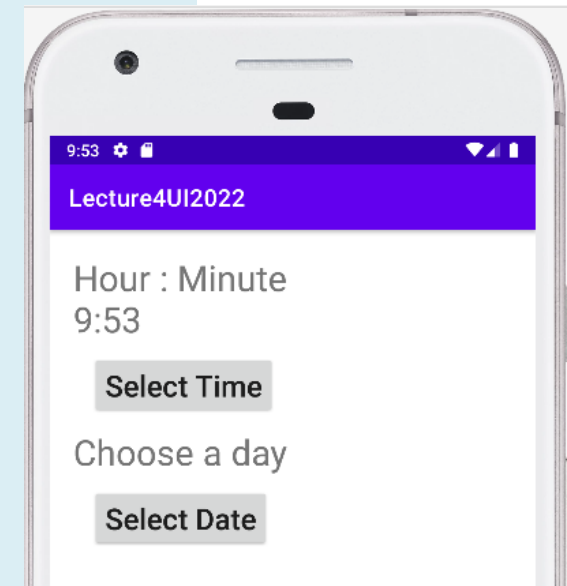 9:53
Lecture4UI2022
Hour : Minute
9:53
Select Time
Choose a day
Select Date